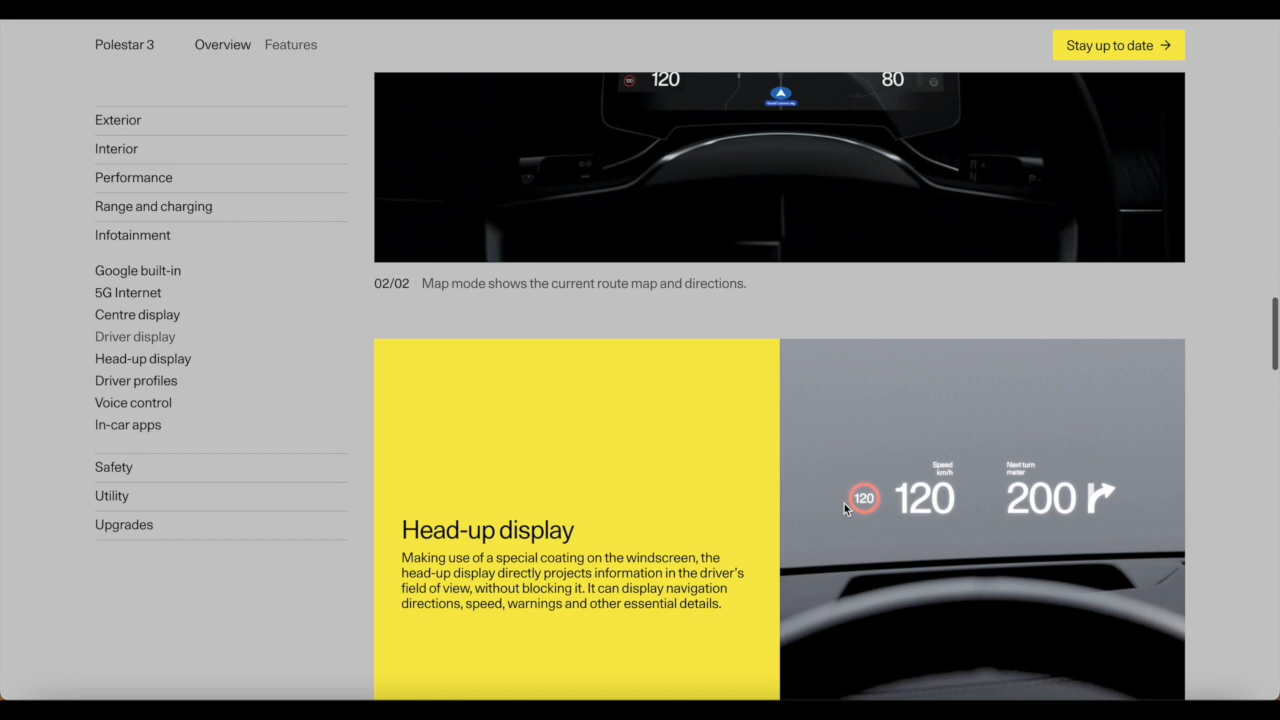 Polestar 3
Overview
Features
Stay up to date →
Exterior
Interior
Performance
Range and charging
Infotainment
Google built-in
5G Internet
Centre display
Driver display
Head-up display
Driver profiles
Voice control
In-car apps
Safety
Utility
Upgrades
120
80
R
N
P
02/02 Map mode shows the current route map and directions.
Head-up display
Making use of a special coating on the windscreen, the
head-up display directly projects information in the driver's
field of view, without blocking it. It can display navigation
directions, speed, warnings and other essential details.
Speed
km/h
120
120
Next turn
meter
200